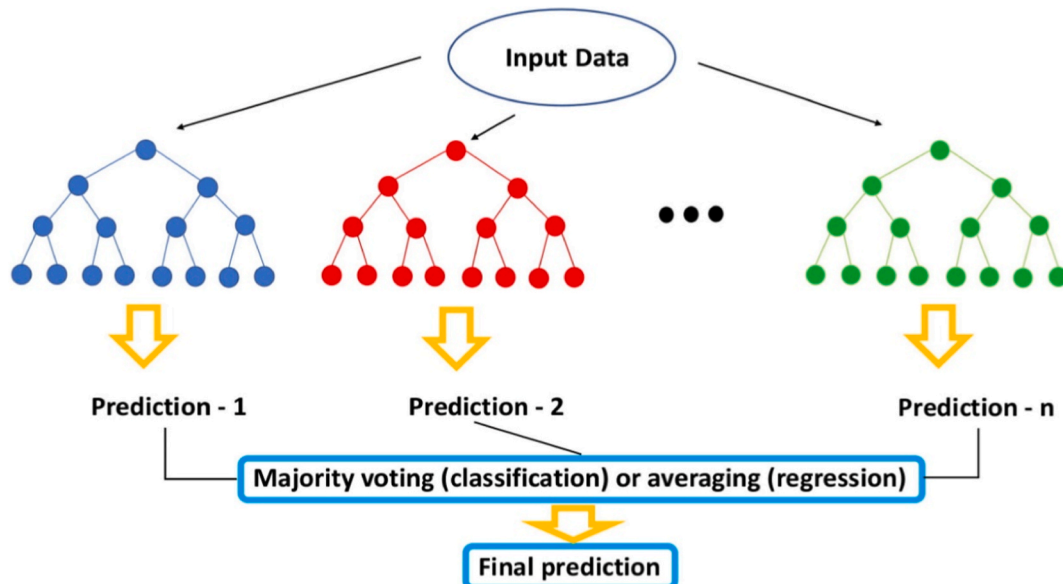 Input Data
Prediction - 1
Prediction - 2
Prediction - n
Majority voting (classification) or averaging (regression)
Final prediction